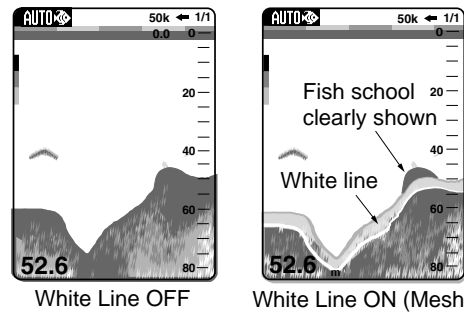 AUTO
50k ← 1/1
0.0 0
20
40
60
80
52.6
White Line OFF
AUTO
50k ← 1/1
0
20
Fish school
clearly shown
40
White line
60
80
52.6
m
White Line ON (Mesh